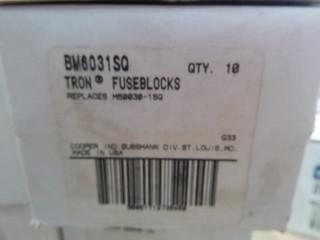 BM6031SQ QTY. 10
TRON® FUSEBLOCKS
REPLACES M60030-1SQ
G33
COOPER IND. BUSSMANN DIV. ST. LOUIS, MO.
MADE IN USA